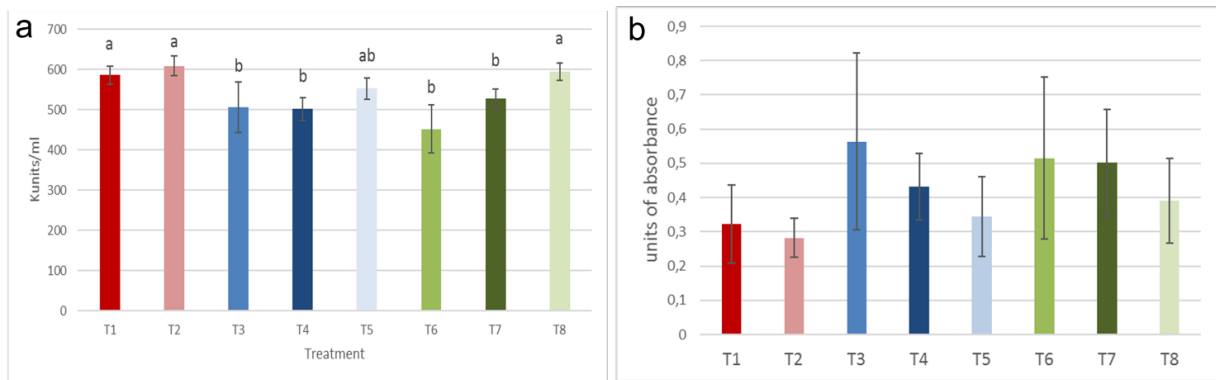 a
700
600
500
400
300
200
100
0
Kunits/ml
a a b b ab b b a
T1 T2 T3 T4 T5 T6 T7 T8
Treatment
b
0,9
0,8
0,7
0,6
0,5
0,4
0,3
0,2
0,1
0
units of absorbance
T1 T2 T3 T4 T5 T6 T7 T8